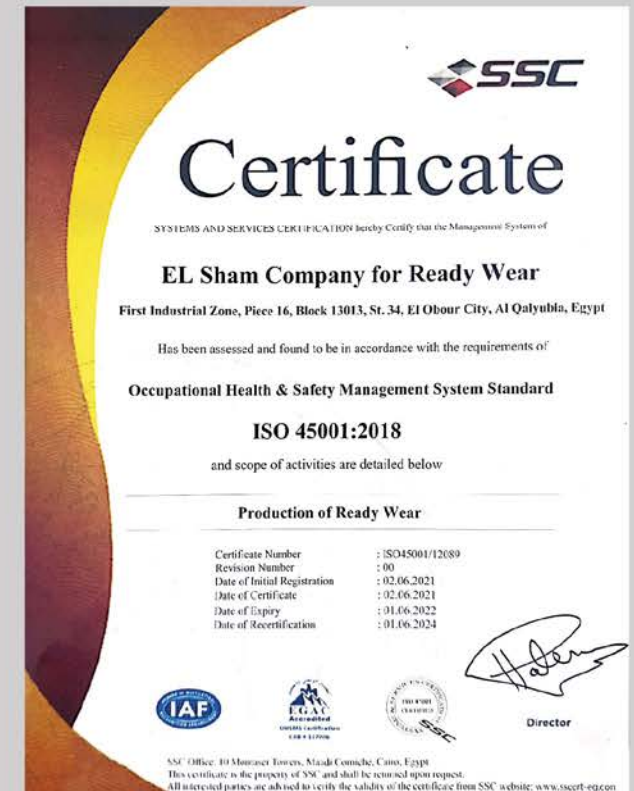 SSC
Certificate
SYSTEMS AND SERVICES CERTIFICATION hereby Certify that the Management System of
EL Sham Company for Ready Wear
First Industrial Zone, Piece 16, Block 13013, St. 34, El Obour City, Al Qalyubia, Egypt
Has been assessed and found to be in accordance with the requirements of
Occupational Health & Safety Management System Standard
ISO 45001:2018
and scope of activities are detailed below
Production of Ready Wear
Certificate Number : ISO45001/12089
Revision Number : 00
Date of Initial Registration : 02.06.2021
Date of Certificate : 02.06.2021
Date of Expiry : 01.06.2022
Date of Recertification : 01.06.2024
Hatem
IAF
EGAC
Accredited
OHSMS Certification
ISO 45001
CERTIFIED
SSC
Director
SSC Office: 10 Towers, Maadi Corniche, Cairo, Egypt
This certificate is the property of SSC and shall be returned upon request.
All interested parties are advised to verify the validity of the certificate from SSC website: www.sscert-eg.com